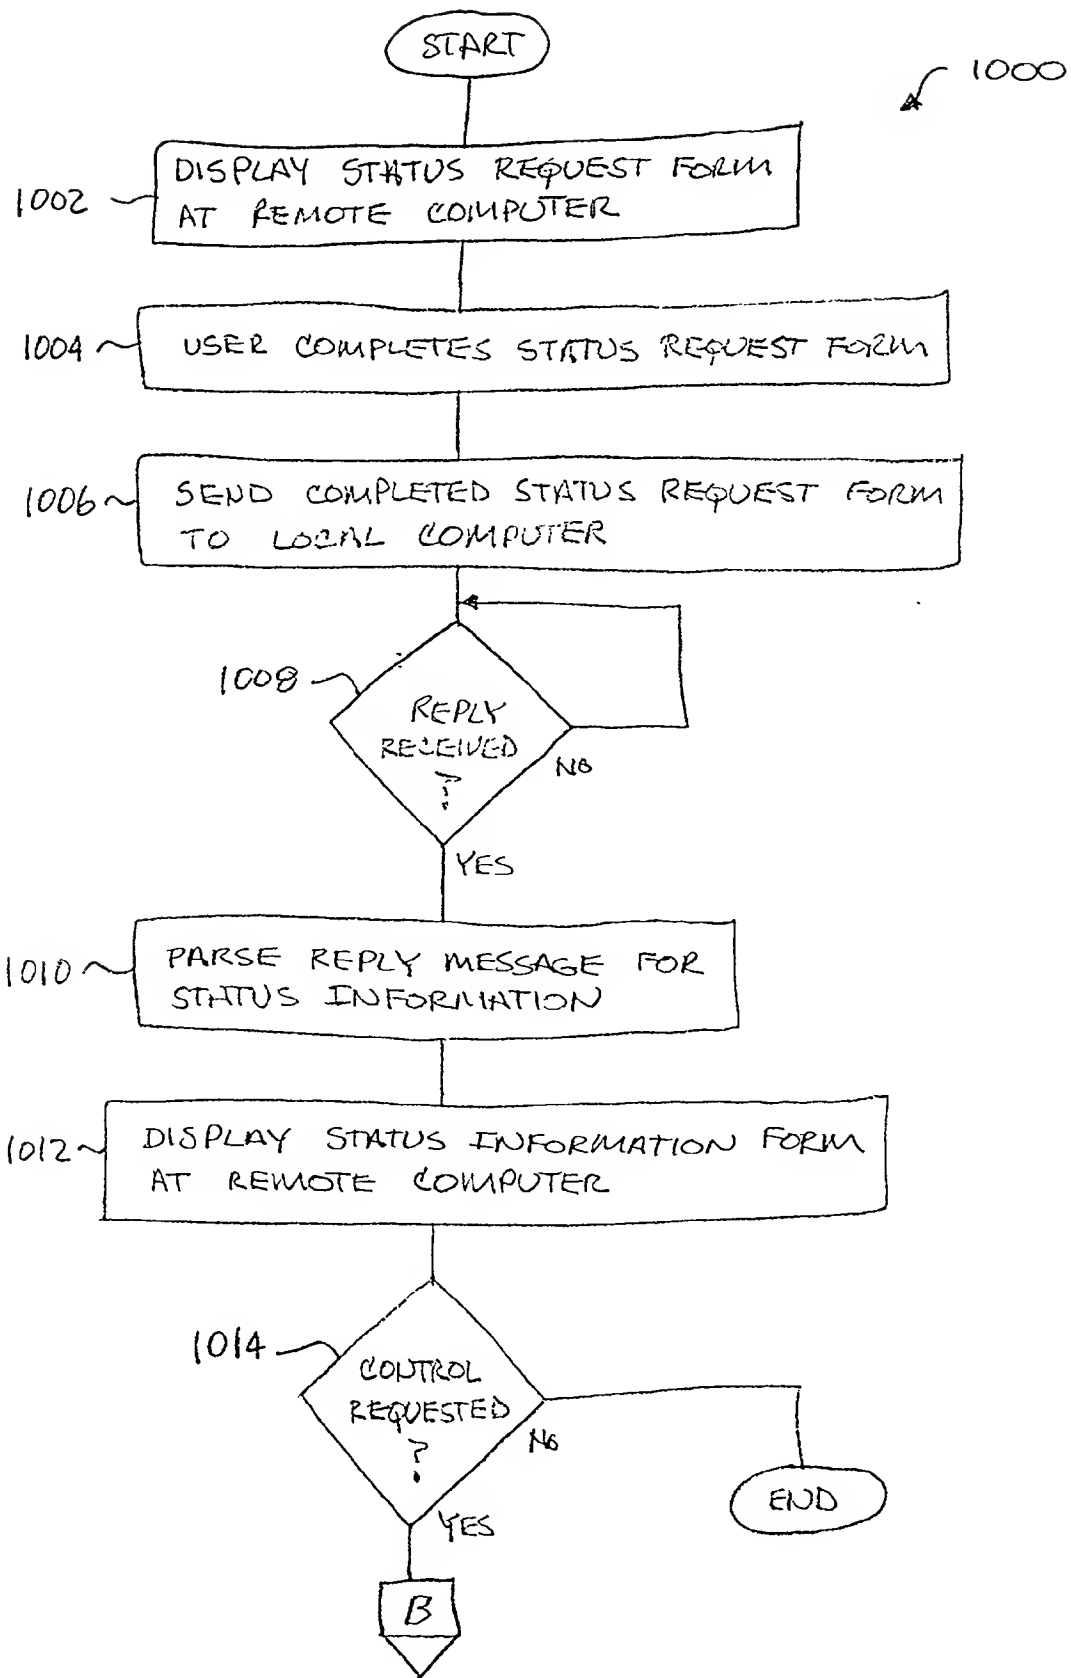 START
1000
1002
DISPLAY STATUS REQUEST FORM
AT REMOTE COMPUTER
1004
USER COMPLETES STATUS REQUEST FORM
1006
SEND COMPLETED STATUS REQUEST FORM
TO LOCAL COMPUTER
1008
REPLY
RECEIVED
?
NO
YES
1010
PARSE REPLY MESSAGE FOR
STATUS INFORMATION
1012
DISPLAY STATUS INFORMATION FORM
AT REMOTE COMPUTER
1014
CONTROL
REQUESTED
?
NO
YES
END
B